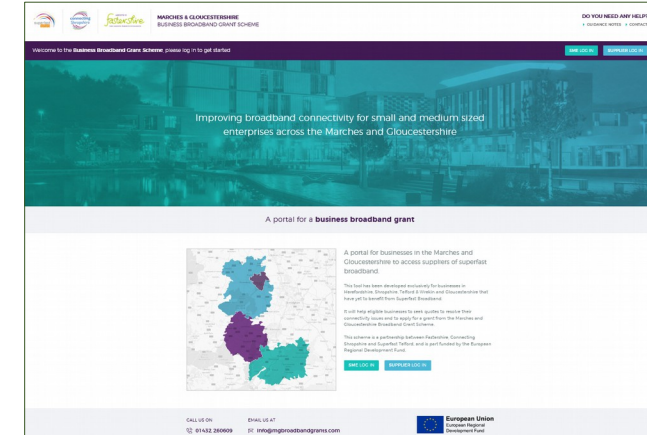 connecting
shropshire
fastershire
MARCHES & GLOUCESTERSHIRE
BUSINESS BROADBAND GRANT SCHEME
DO YOU NEED ANY HELP?
GUIDANCE NOTES
CONTACT
Welcome to the Business Broadband Grant Scheme, please log in to get started
SME LOG IN
SUPPLIER LOG IN
Improving broadband connectivity for small and medium sized
enterprises across the Marches and Gloucestershire
A portal for a business broadband grant
A portal for businesses in the Marches and
Gloucestershire to access suppliers of superfast
broadband.
This tool has been developed exclusively for businesses in
Herefordshire, Shropshire, Telford & Wrekin and Gloucestershire that
have yet to benefit from Superfast Broadband.
It will help eligible businesses to seek quotes to resolve their
connectivity issues and to apply for a grant from the Marches and
Gloucestershire Broadband Grant Scheme.
This scheme is a partnership between Fastershire, Connecting
Shropshire and Superfast Telford, and is part funded by the European
Regional Development Fund.
SME LOG IN
SUPPLIER LOG IN
CALL US ON
01432 260609
EMAIL US AT
info@mgbroadbandgrants.com
European Union
European Regional
Development Fund